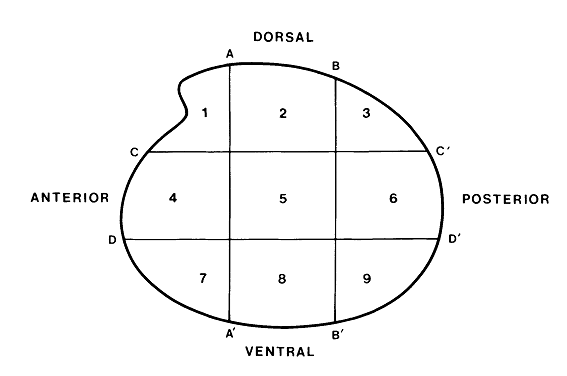 DORSAL
A
B
1 2 3
C C′
ANTERIOR 4 5 6 POSTERIOR
D D′
7 8 9
A′ B′
VENTRAL